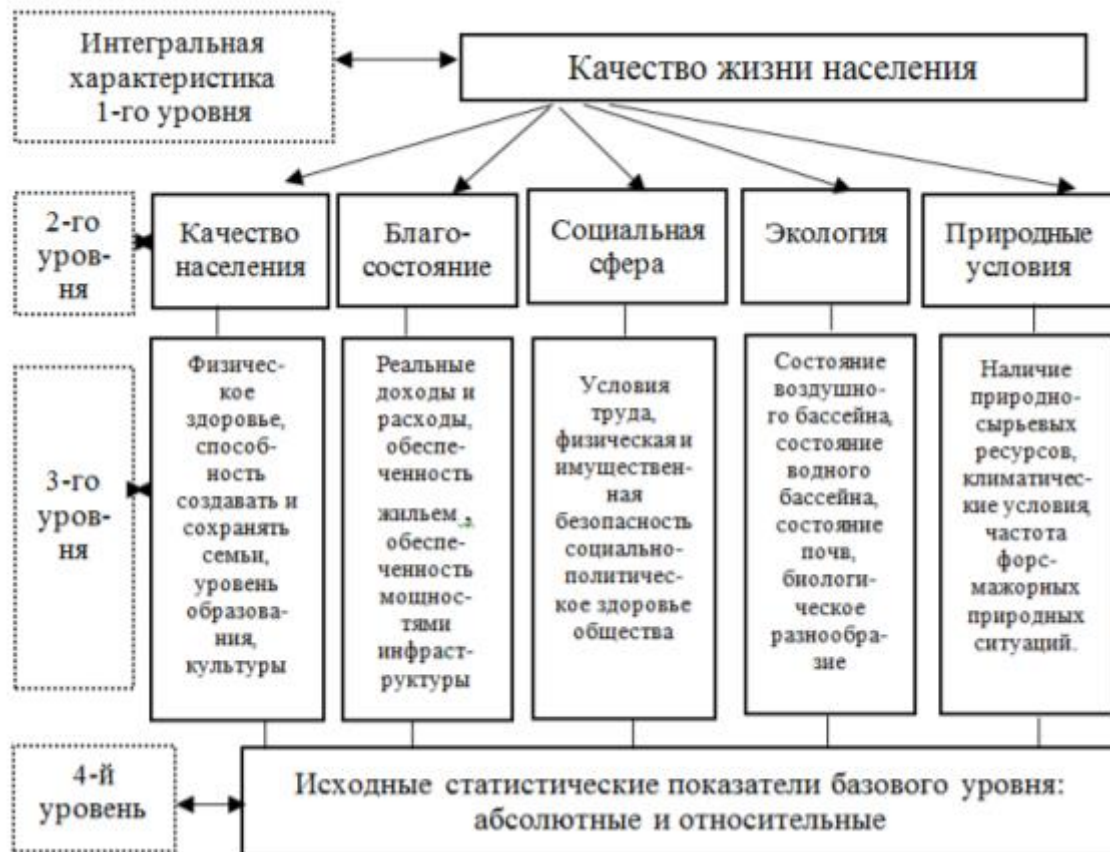 Интегральная
характеристика
1-го уровня
Качество жизни населения
2-го
уров-
ня
Качество
населения
Благо-
состояние
Социальная
сфера
Экология
Природные
условия
3-го
уров-
ня
Физичес-
кое
здоровье,
способ-
ность
создавать и
сохранять
семьи,
уровень
образова-
ния,
культуры
Реальные
доходы и
расходы,
обеспе-
ченность
жильем ,
обеспе-
ченность
мощнос-
тями
инфраст-
руктуры
Условия
труда,
физическая и
имуществен-
ная
безопасность
социально-
политичес-
кое здоровье
общества
Состояние
воздушно-
го бассейна,
состояние
водного
бассейна,
состояние
почв,
биологи-
ческое
разнообра-
зие
Наличие
природно-
сырьевых
ресурсов,
климатичес-
кие условия,
частота
форс-
мажорных
природных
ситуаций.
4-й
уровень
Исходные статистические показатели базового уровня:
абсолютные и относительные